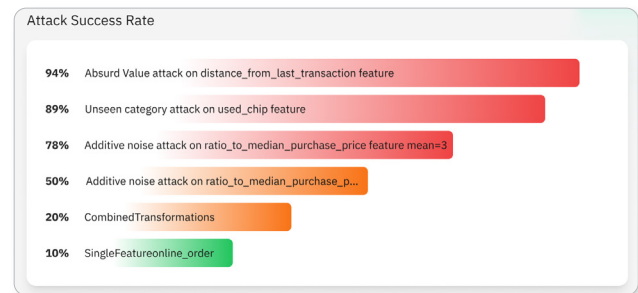 Attack Success Rate
94% Absurd Value attack on distance_from_last_transaction feature
89% Unseen category attack on used_chip feature
78% Additive noise attack on ratio_to_median_purchase_price feature mean=3
50% Additive noise attack on ratio_to_median_purchase_p...
20% CombinedTransformations
10% SingleFeatureonline_order